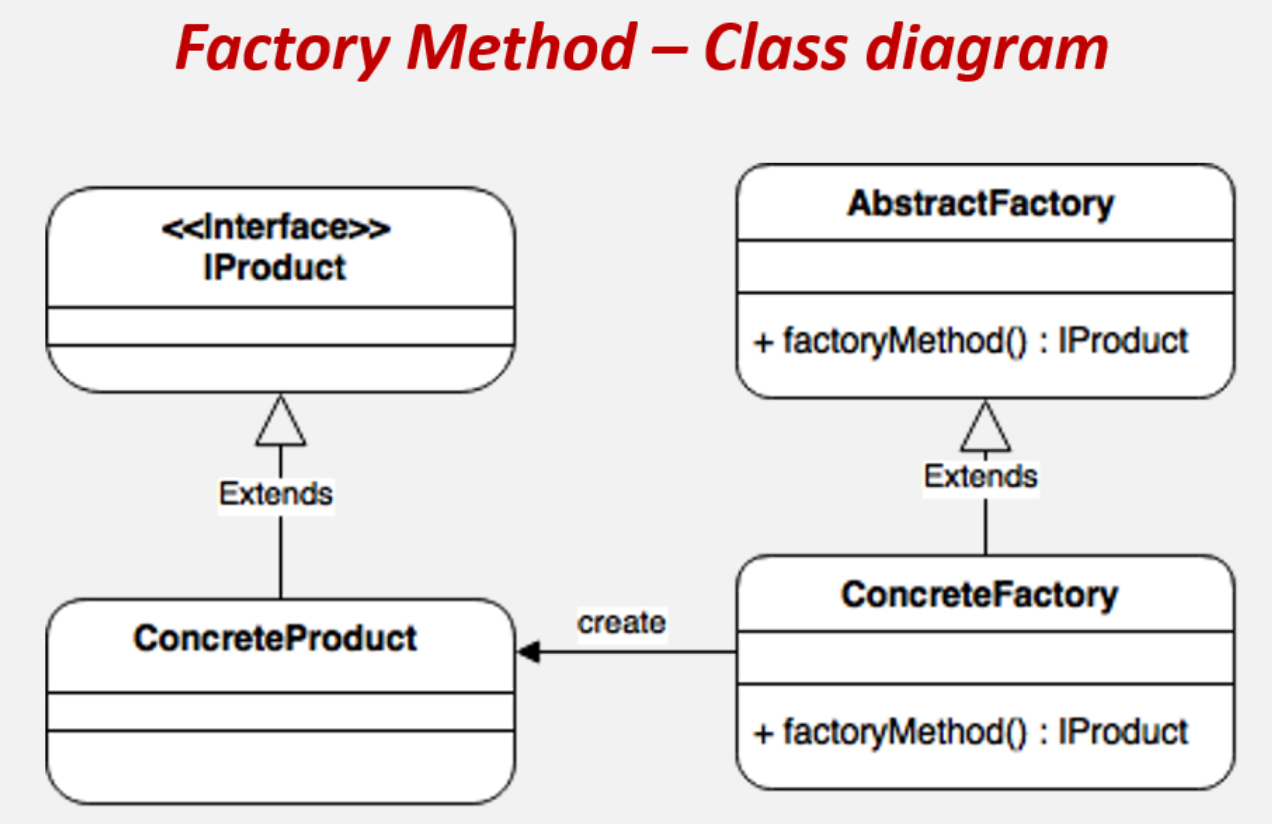 Factory Method – Class diagram
<<Interface>>
IProduct
Extends
ConcreteProduct
AbstractFactory
+ factoryMethod() : IProduct
Extends
ConcreteFactory
+ factoryMethod() : IProduct
create